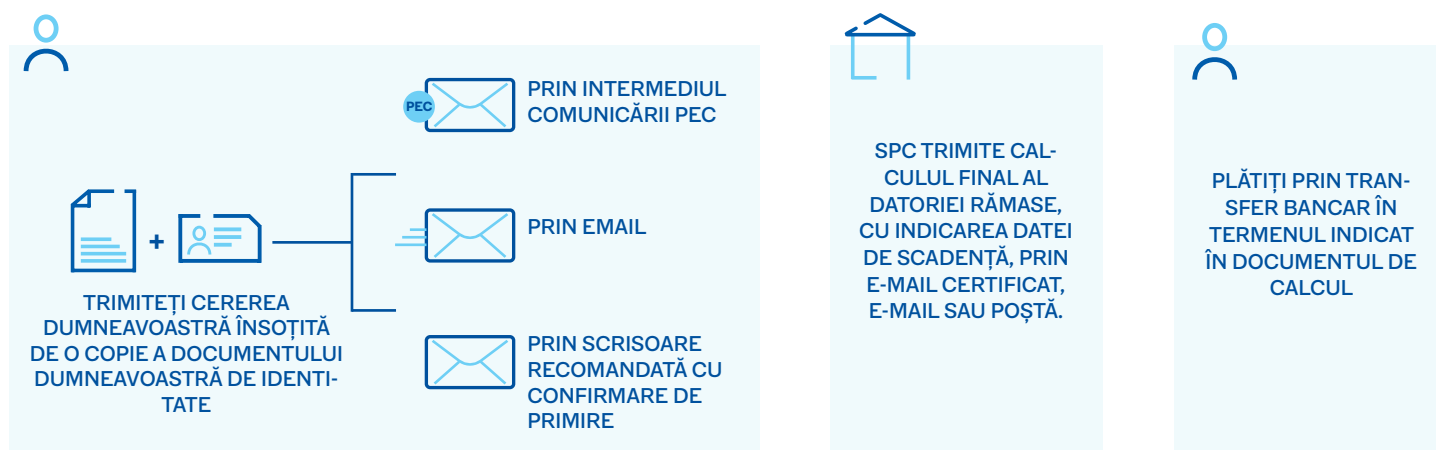 TRIMITEȚI CEREREA
DUMNEAVOASTRĂ ÎNSOȚITĂ
DE O COPIE A DOCUMENTULUI
DUMNEAVOASTRĂ DE IDENTI-
TATE
+
PEC
PRIN INTERMEDIUL
COMUNICĂRII PEC
PRIN EMAIL
PRIN SCRISOARE
RECOMANDATĂ CU
CONFIRMARE DE
PRIMIRE
SPC TRIMITE CAL-
CULUL FINAL AL
DATORIEI RĂMASE,
CU INDICAREA DATEI
DE SCADENȚĂ, PRIN
E-MAIL CERTIFICAT,
E-MAIL SAU POȘTĂ.
PLĂTIȚI PRIN TRAN-
SFER BANCAR ÎN
TERMENUL INDICAT
ÎN DOCUMENTUL DE
CALCUL